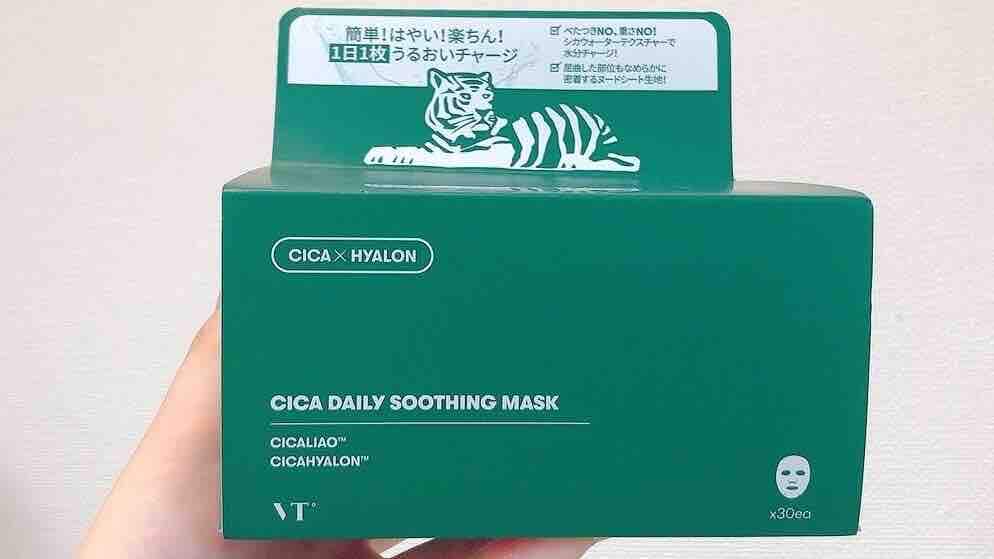 簡単!はやい!楽ちん!
1日1枚うるおいチャージ
べたつきNO、重さNO!
シカウォーターテクスチャーで
水分チャージ!
屈曲した部位もなめらかに
密着するヌードシート生地!
CICA×HYALON
CICA DAILY SOOTHING MASK
CICALIAO™
CICAHYALON™
VT°
x30ea